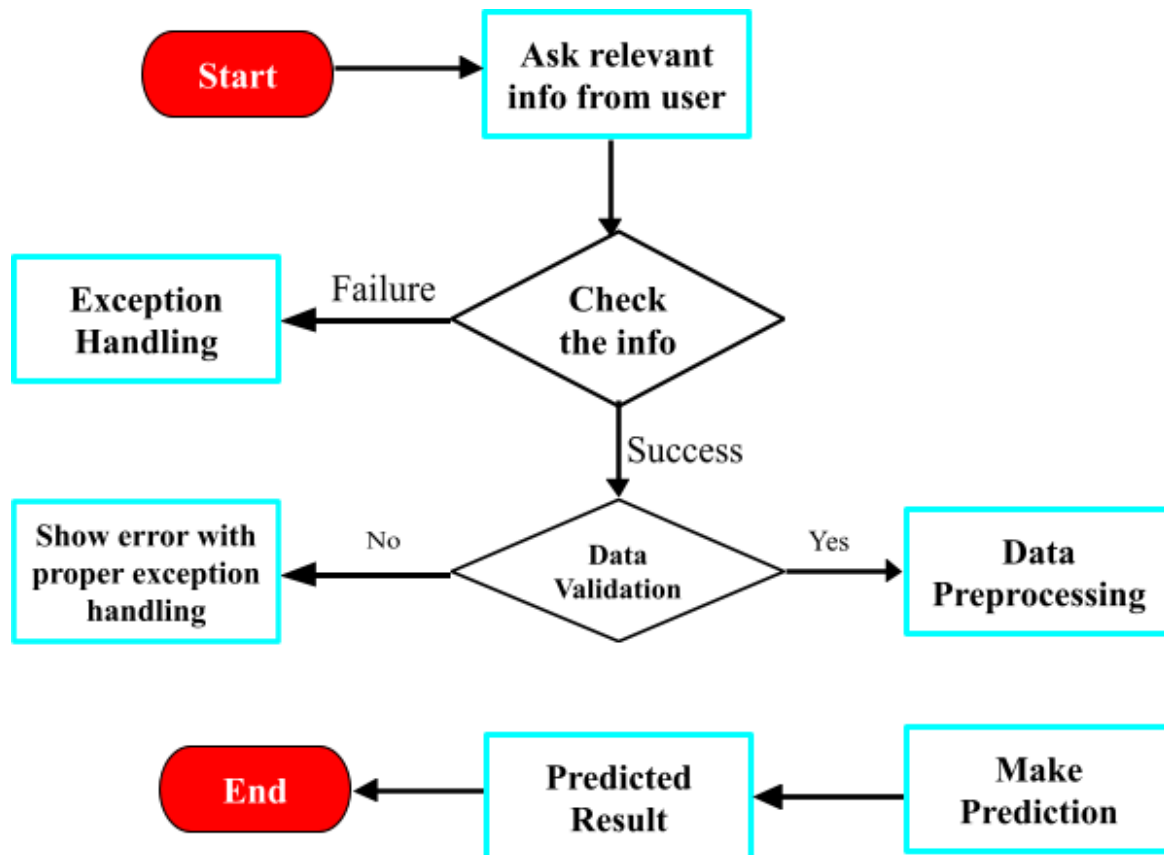 Start
Ask relevant
info from user
Failure
Exception
Handling
Check
the info
Success
Show error with
proper exception
handling
No
Data
Validation
Yes
Data
Preprocessing
End
Predicted
Result
Make
Prediction